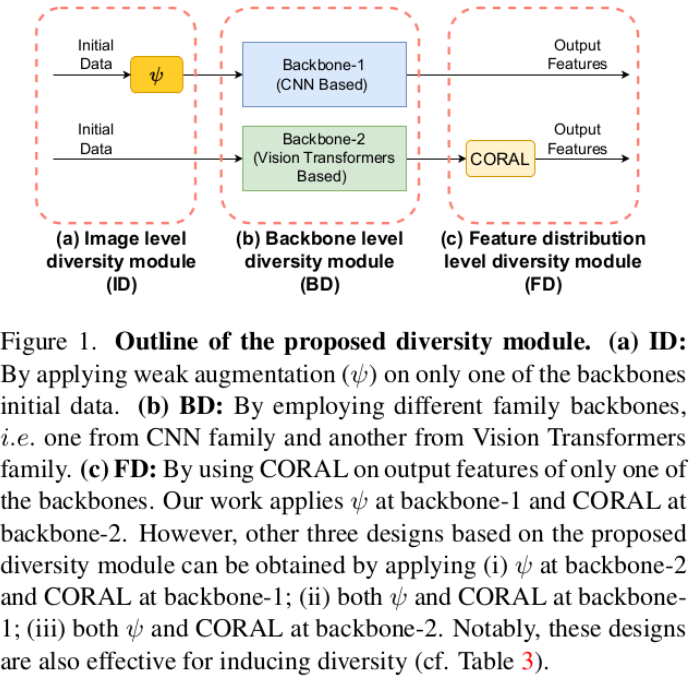 Initial
Data
ψ
Backbone-1
(CNN Based)
Output
Features
Initial
Data
Backbone-2
(Vision Transformers
Based)
CORAL
Output
Features
(a) Image level
diversity module
(ID)
(b) Backbone level
diversity module
(BD)
(c) Feature distribution
level diversity module
(FD)
Figure 1. Outline of the proposed diversity module. (a) ID:
By applying weak augmentation (ψ) on only one of the backbones
initial data. (b) BD: By employing different family backbones,
i.e. one from CNN family and another from Vision Transformers
family. (c) FD: By using CORAL on output features of only one of
the backbones. Our work applies ψ at backbone-1 and CORAL at
backbone-2. However, other three designs based on the proposed
diversity module can be obtained by applying (i) ψ at backbone-2
and CORAL at backbone-1; (ii) both ψ and CORAL at backbone-
1; (iii) both ψ and CORAL at backbone-2. Notably, these designs
are also effective for inducing diversity (cf. Table 3).